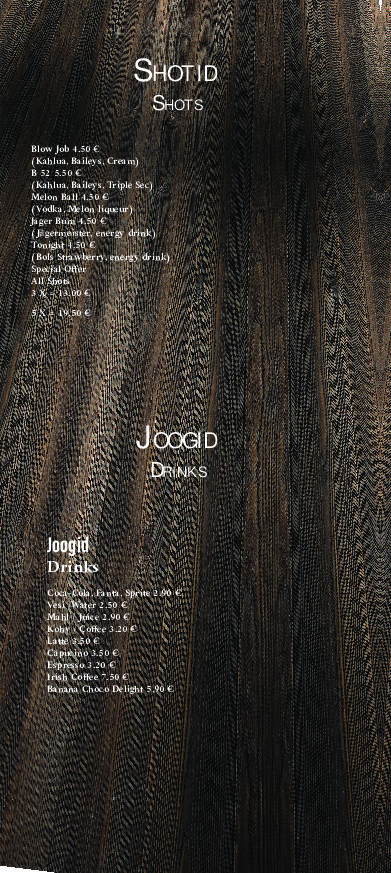 SHOTID
SHOTS
Blow Job 4.50 €
(Kahlua, Baileys, Cream)
B 52 5.50 €
(Kahlua, Baileys, Triple Sec)
Melon Ball 4.50 €
(Vodka, Melon liqueur)
Jager Bum 4.50 €
(Jägermeister, energy drink)
Tonight 4.50 €
(Bols Strawberry, energy drink)
Special Offer
All Shots
3 X – 13.00 €
5 X – 19.50 €
JOOGID
DRINKS
Joogid
Drinks
Coca-Cola, Fanta, Sprite 2.90 €
Vesi / Water 2.50 €
Mahl / Juice 2.90 €
Kohv / Coffee 3.20 €
Latte 3.50 €
Capucino 3.50 €
Espresso 3.20 €
Irish Coffee 7.50 €
Banana Choco Delight 5.90 €